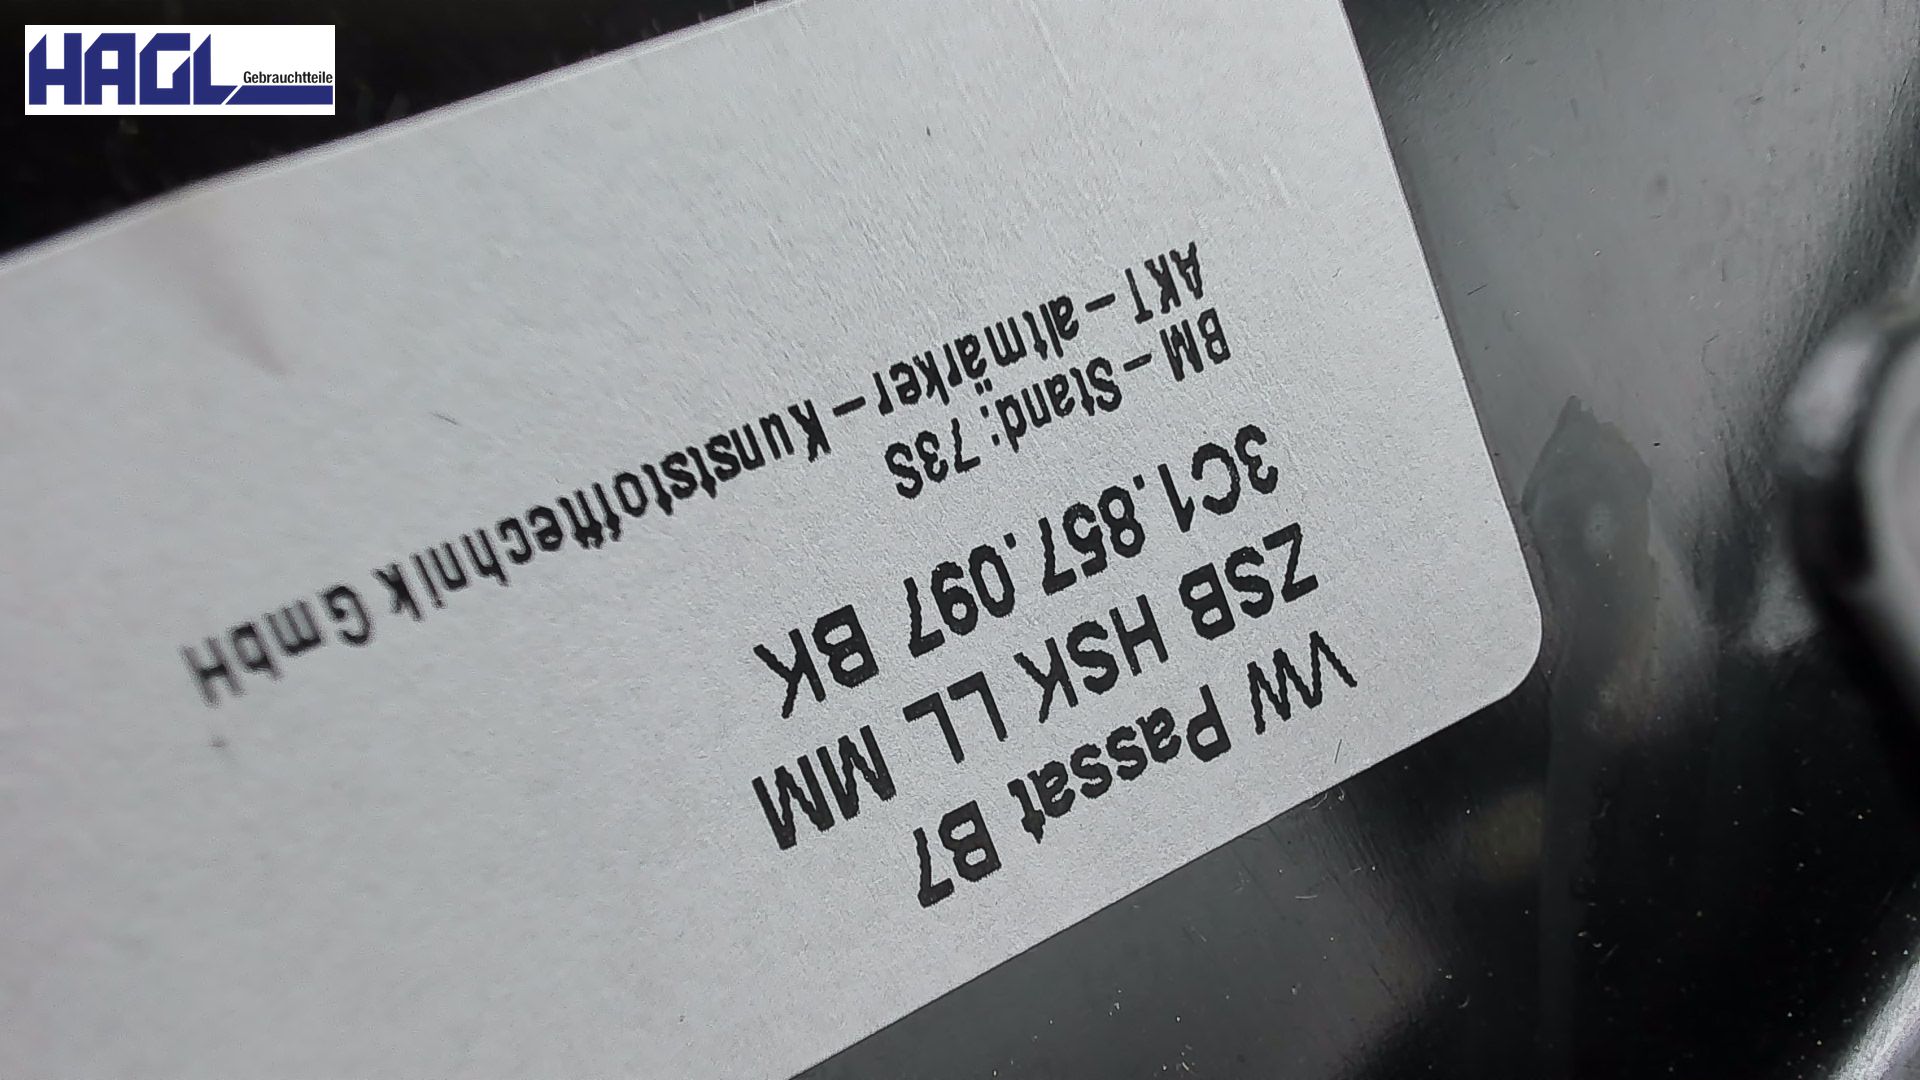 HAGL
Gebrauchtteile
VW Passat B7
ZSB HSK LL MM
3C1.857.097 BK
BM-Stand: 73S
AKT-altmärker-Kunststofftechnik GmbH